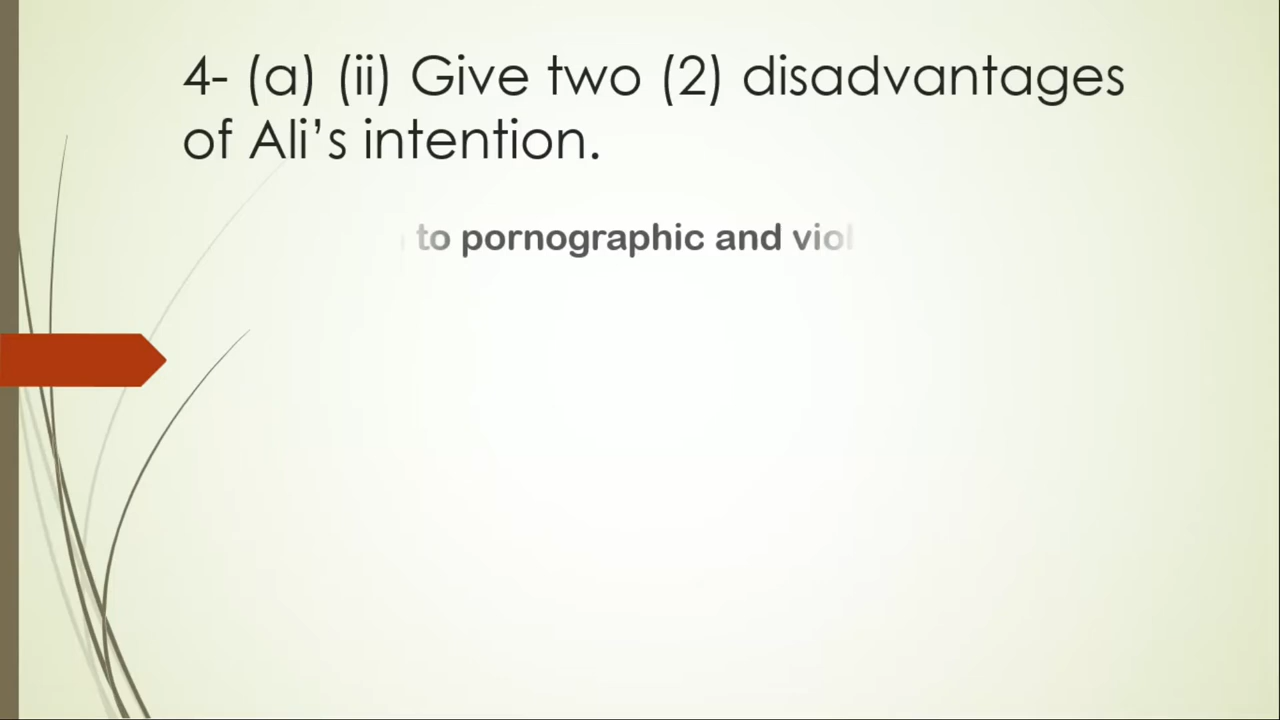 4- (a) (ii) Give two (2) disadvantages
of Ali’s intention.
to pornographic and